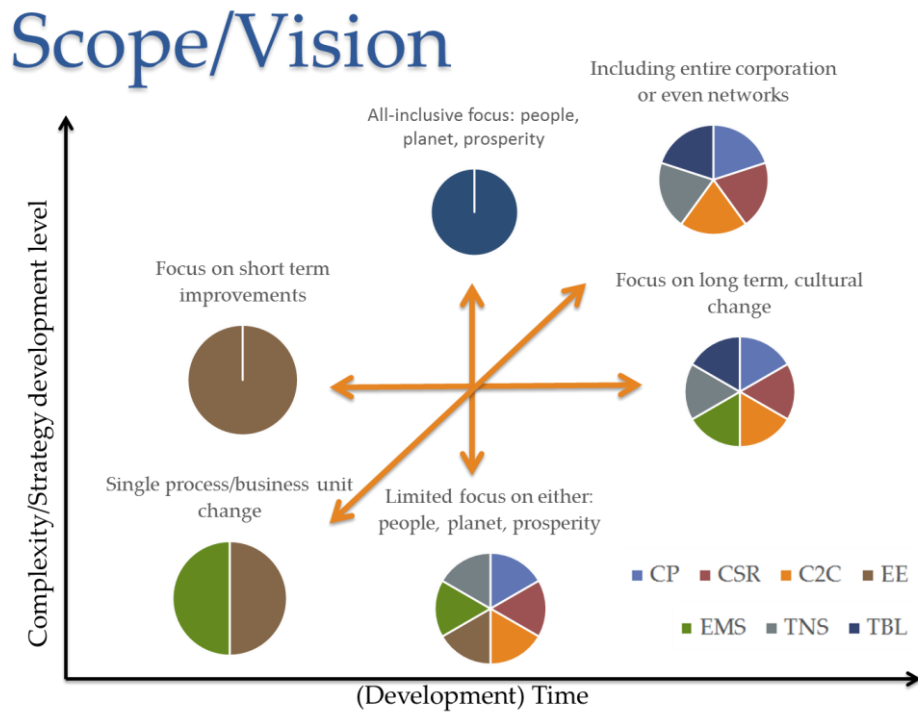 Scope/Vision
Including entire corporation
or even networks
All-inclusive focus: people,
planet, prosperity
Focus on short term
improvements
Focus on long term, cultural
change
Single process/business unit
change
Limited focus on either:
people, planet, prosperity
CP CSR C2C EE
EMS TNS TBL
Complexity/Strategy development level
(Development) Time